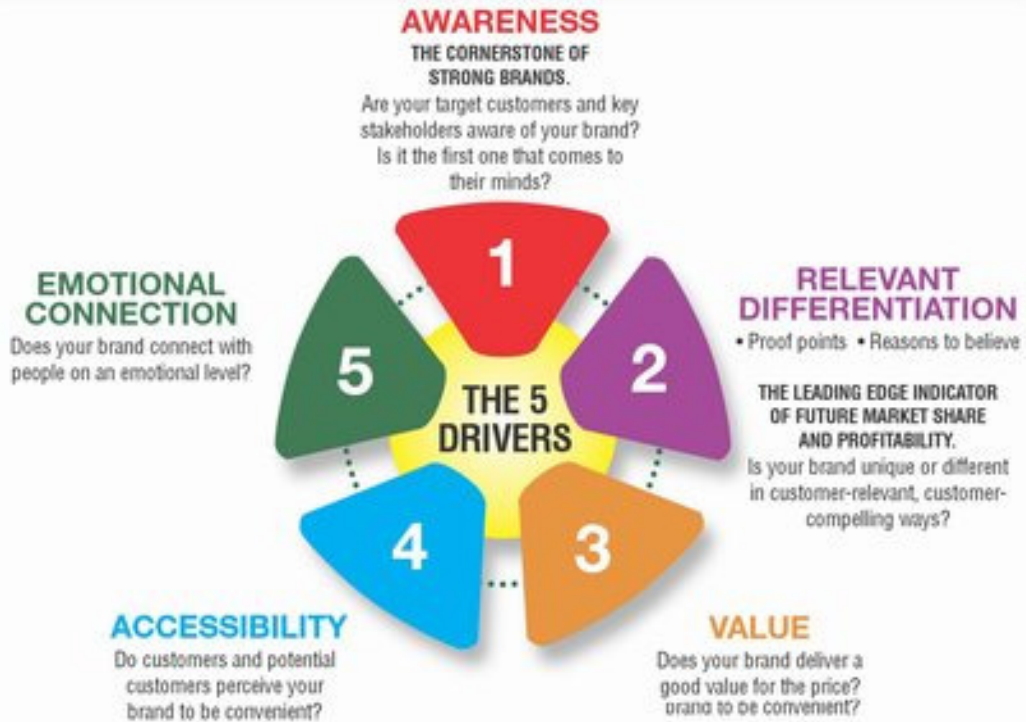 AWARENESS
THE CORNERSTONE OF
STRONG BRANDS.
Are your target customers and key
stakeholders aware of your brand?
Is it the first one that comes to
their minds?
1
RELEVANT
DIFFERENTIATION
• Proof points • Reasons to believe
THE LEADING EDGE INDICATOR
OF FUTURE MARKET SHARE
AND PROFITABILITY.
Is your brand unique or different
in customer-relevant, customer-
compelling ways?
2
VALUE
Does your brand deliver a
good value for the price?
brand to be convenient?
3
ACCESSIBILITY
Do customers and potential
customers perceive your
brand to be convenient?
4
EMOTIONAL
CONNECTION
Does your brand connect with
people on an emotional level?
5
THE 5
DRIVERS